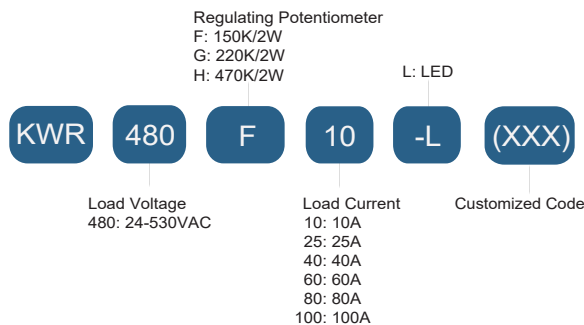 Regulating Potentiometer
F: 150K/2W
G: 220K/2W
H: 470K/2W
L: LED
KWR 480 F 10 -L (XXX)
Load Voltage
480: 24-530VAC
Load Current
10: 10A
25: 25A
40: 40A
60: 60A
80: 80A
100: 100A
Customized Code